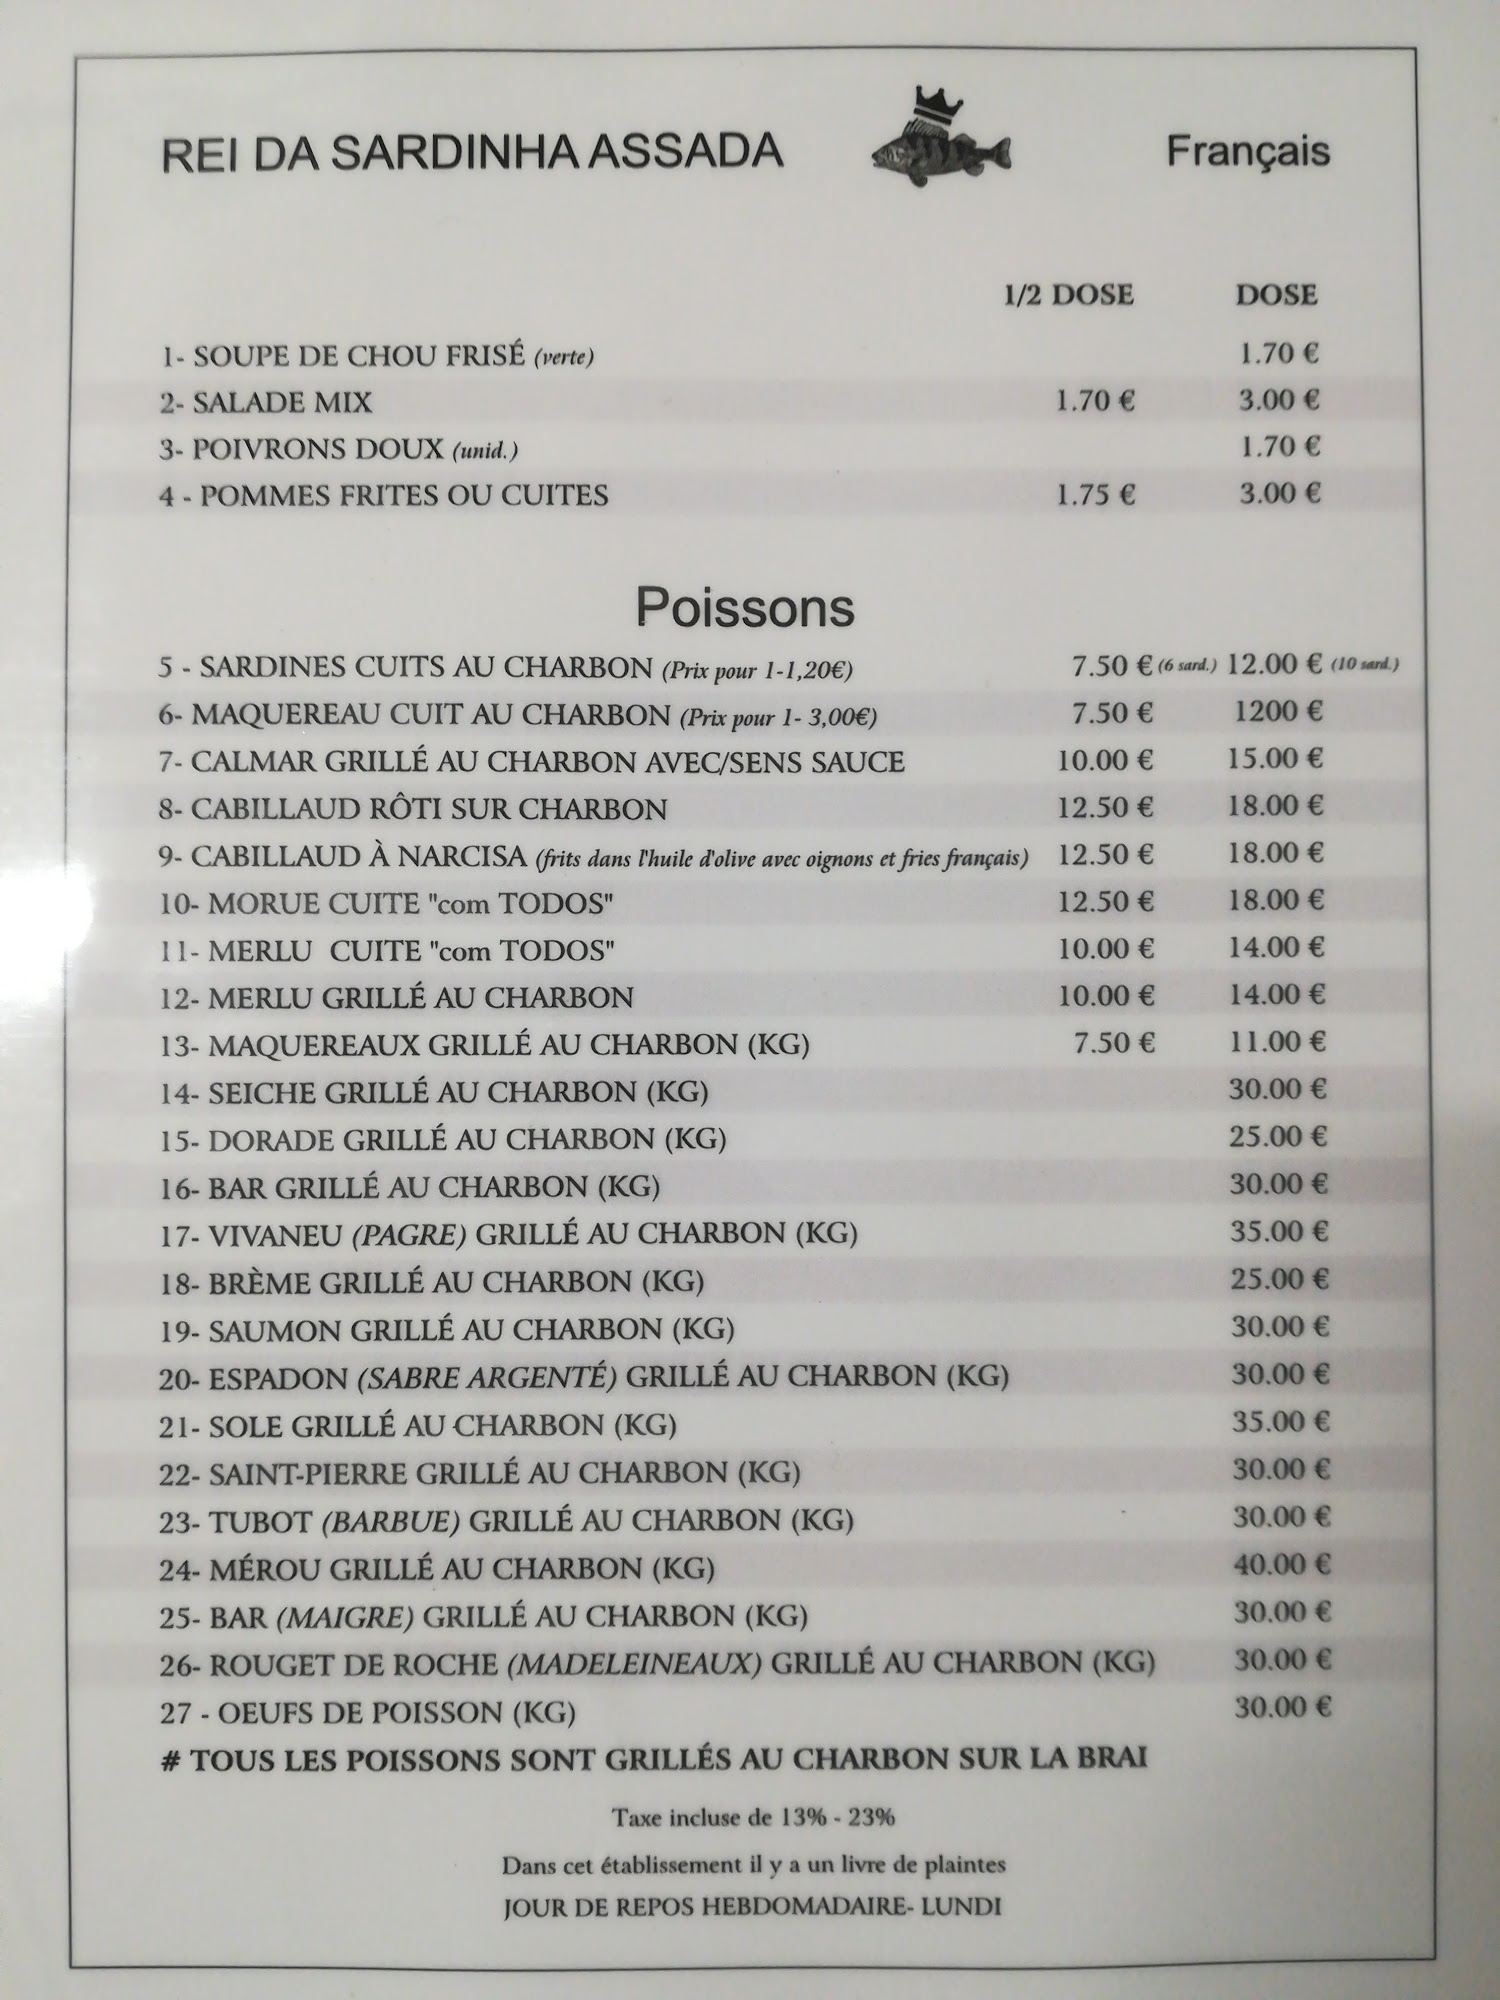 REI DA SARDINHA ASSADA Français
1/2 DOSE DOSE
1- SOUPE DE CHOU FRISÉ (verte) 1.70 €
2- SALADE MIX 1.70 € 3.00 €
3- POIVRONS DOUX (unid.) 1.70 €
4 - POMMES FRITES OU CUITES 1.75 € 3.00 €
Poissons
5 - SARDINES CUITS AU CHARBON (Prix pour 1-1,20€) 7.50 € (6 sard.) 12.00 € (10 sard.)
6- MAQUEREAU CUIT AU CHARBON (Prix pour 1- 3,00€) 7.50 € 1200 €
7- CALMAR GRILLÉ AU CHARBON AVEC/SENS SAUCE 10.00 € 15.00 €
8- CABILLAUD RÔTI SUR CHARBON 12.50 € 18.00 €
9- CABILLAUD À NARCISA (frits dans l'huile d'olive avec oignons et fries français) 12.50 € 18.00 €
10- MORUE CUITE "com TODOS" 12.50 € 18.00 €
11- MERLU CUITE "com TODOS" 10.00 € 14.00 €
12- MERLU GRILLÉ AU CHARBON 10.00 € 14.00 €
13- MAQUEREAUX GRILLÉ AU CHARBON (KG) 7.50 € 11.00 €
14- SEICHE GRILLÉ AU CHARBON (KG) 30.00 €
15- DORADE GRILLÉ AU CHARBON (KG) 25.00 €
16- BAR GRILLÉ AU CHARBON (KG) 30.00 €
17- VIVANEU (PAGRE) GRILLÉ AU CHARBON (KG) 35.00 €
18- BRÈME GRILLÉ AU CHARBON (KG) 25.00 €
19- SAUMON GRILLÉ AU CHARBON (KG) 30.00 €
20- ESPADON (SABRE ARGENTÉ) GRILLÉ AU CHARBON (KG) 30.00 €
21- SOLE GRILLÉ AU CHARBON (KG) 35.00 €
22- SAINT-PIERRE GRILLÉ AU CHARBON (KG) 30.00 €
23- TUBOT (BARBUE) GRILLÉ AU CHARBON (KG) 30.00 €
24- MÉROU GRILLÉ AU CHARBON (KG) 40.00 €
25- BAR (MAIGRE) GRILLÉ AU CHARBON (KG) 30.00 €
26- ROUGET DE ROCHE (MADELEINEAUX) GRILLÉ AU CHARBON (KG) 30.00 €
27 - OEUFS DE POISSON (KG) 30.00 €
# TOUS LES POISSONS SONT GRILLÉS AU CHARBON SUR LA BRAI
Taxe incluse de 13% - 23%
Dans cet établissement il y a un livre de plaintes
JOUR DE REPOS HEBDOMADAIRE- LUNDI